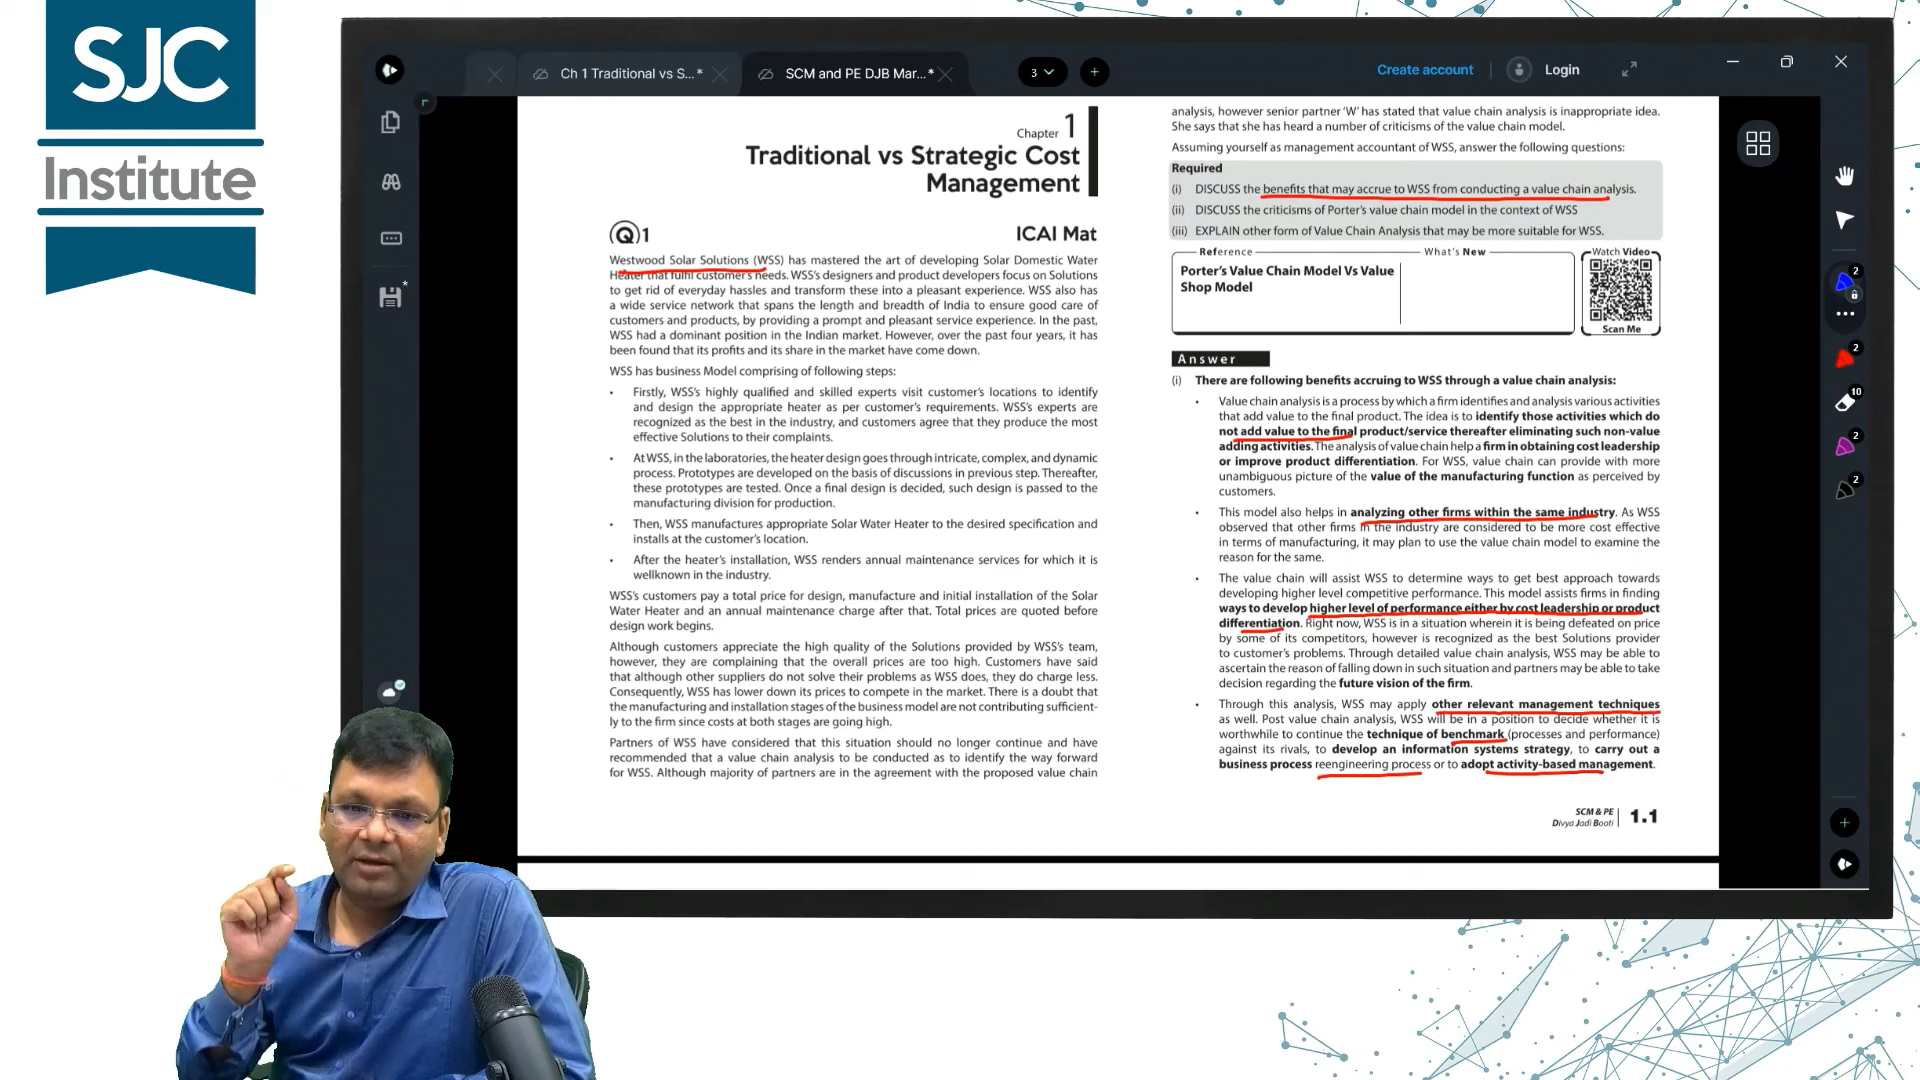 SJC
Institute
Ch 1 Traditional vs S... *
SCM and PE DJB Mar...*
3
Create account
Login
Chapter 1
Traditional vs Strategic Cost
Management
Q 1
ICAI Mat
Westwood Solar Solutions (WSS) has mastered the art of developing Solar Domestic Water
Heater that fulfil customer's needs. WSS's designers and product developers focus on Solutions
to get rid of everyday hassles and transform these into a pleasant experience. WSS also has
a wide service network that spans the length and breadth of India to ensure good care of
customers and products, by providing a prompt and pleasant service experience. In the past,
WSS had a dominant position in the Indian market. However, over the past four years, it has
been found that its profits and its share in the market have come down.
WSS has business Model comprising of following steps:
• Firstly, WSS's highly qualified and skilled experts visit customer's locations to identify
and design the appropriate heater as per customer's requirements. WSS's experts are
recognized as the best in the industry, and customers agree that they produce the most
effective Solutions to their complaints.
• At WSS, in the laboratories, the heater design goes through intricate, complex, and dynamic
process. Prototypes are developed on the basis of discussions in previous step. Thereafter,
these prototypes are tested. Once a final design is decided, such design is passed to the
manufacturing division for production.
• Then, WSS manufactures appropriate Solar Water Heater to the desired specification and
installs at the customer's location.
• After the heater's installation, WSS renders annual maintenance services for which it is
wellknown in the industry.
WSS's customers pay a total price for design, manufacture and initial installation of the Solar
Water Heater and an annual maintenance charge after that. Total prices are quoted before
design work begins.
Although customers appreciate the high quality of the Solutions provided by WSS's team,
however, they are complaining that the overall prices are too high. Customers have said
that although other suppliers do not solve their problems as WSS does, they do charge less.
Consequently, WSS has lower down its prices to compete in the market. There is a doubt that
the manufacturing and installation stages of the business model are not contributing sufficient-
ly to the firm since costs at both stages are going high.
Partners of WSS have considered that this situation should no longer continue and have
recommended that a value chain analysis to be conducted as to identify the way forward
for WSS. Although majority of partners are in the agreement with the proposed value chain
analysis, however senior partner 'W' has stated that value chain analysis is inappropriate idea.
She says that she has heard a number of criticisms of the value chain model.
Assuming yourself as management accountant of WSS, answer the following questions:
Required
(i) DISCUSS the benefits that may accrue to WSS from conducting a value chain analysis.
(ii) DISCUSS the criticisms of Porter's value chain model in the context of WSS
(iii) EXPLAIN other form of Value Chain Analysis that may be more suitable for WSS.
Reference
What's New
Watch Video
Porter's Value Chain Model Vs Value
Shop Model
Scan Me
Answer
(i) There are following benefits accruing to WSS through a value chain analysis:
• Value chain analysis is a process by which a firm identifies and analysis various activities
that add value to the final product. The idea is to identify those activities which do
not add value to the final product/service thereafter eliminating such non-value
adding activities. The analysis of value chain help a firm in obtaining cost leadership
or improve product differentiation. For WSS, value chain can provide with more
unambiguous picture of the value of the manufacturing function as perceived by
customers.
• This model also helps in analyzing other firms within the same industry. As WSS
observed that other firms in the industry are considered to be more cost effective
in terms of manufacturing, it may plan to use the value chain model to examine the
reason for the same.
• The value chain will assist WSS to determine ways to get best approach towards
developing higher level competitive performance. This model assists firms in finding
ways to develop higher level of performance either by cost leadership or product
differentiation. Right now, WSS is in a situation wherein it is being defeated on price
by some of its competitors, however is recognized as the best Solutions provider
to customer's problems. Through detailed value chain analysis, WSS may be able to
ascertain the reason of falling down in such situation and partners may be able to take
decision regarding the future vision of the firm.
• Through this analysis, WSS may apply other relevant management techniques
as well. Post value chain analysis, WSS will be in a position to decide whether it is
worthwhile to continue the technique of benchmark (processes and performance)
against its rivals, to develop an information systems strategy, to carry out a
business process reengineering process or to adopt activity-based management.
SCM & PE
Divya Jadi Booti
1.1
2
2
10
2
2